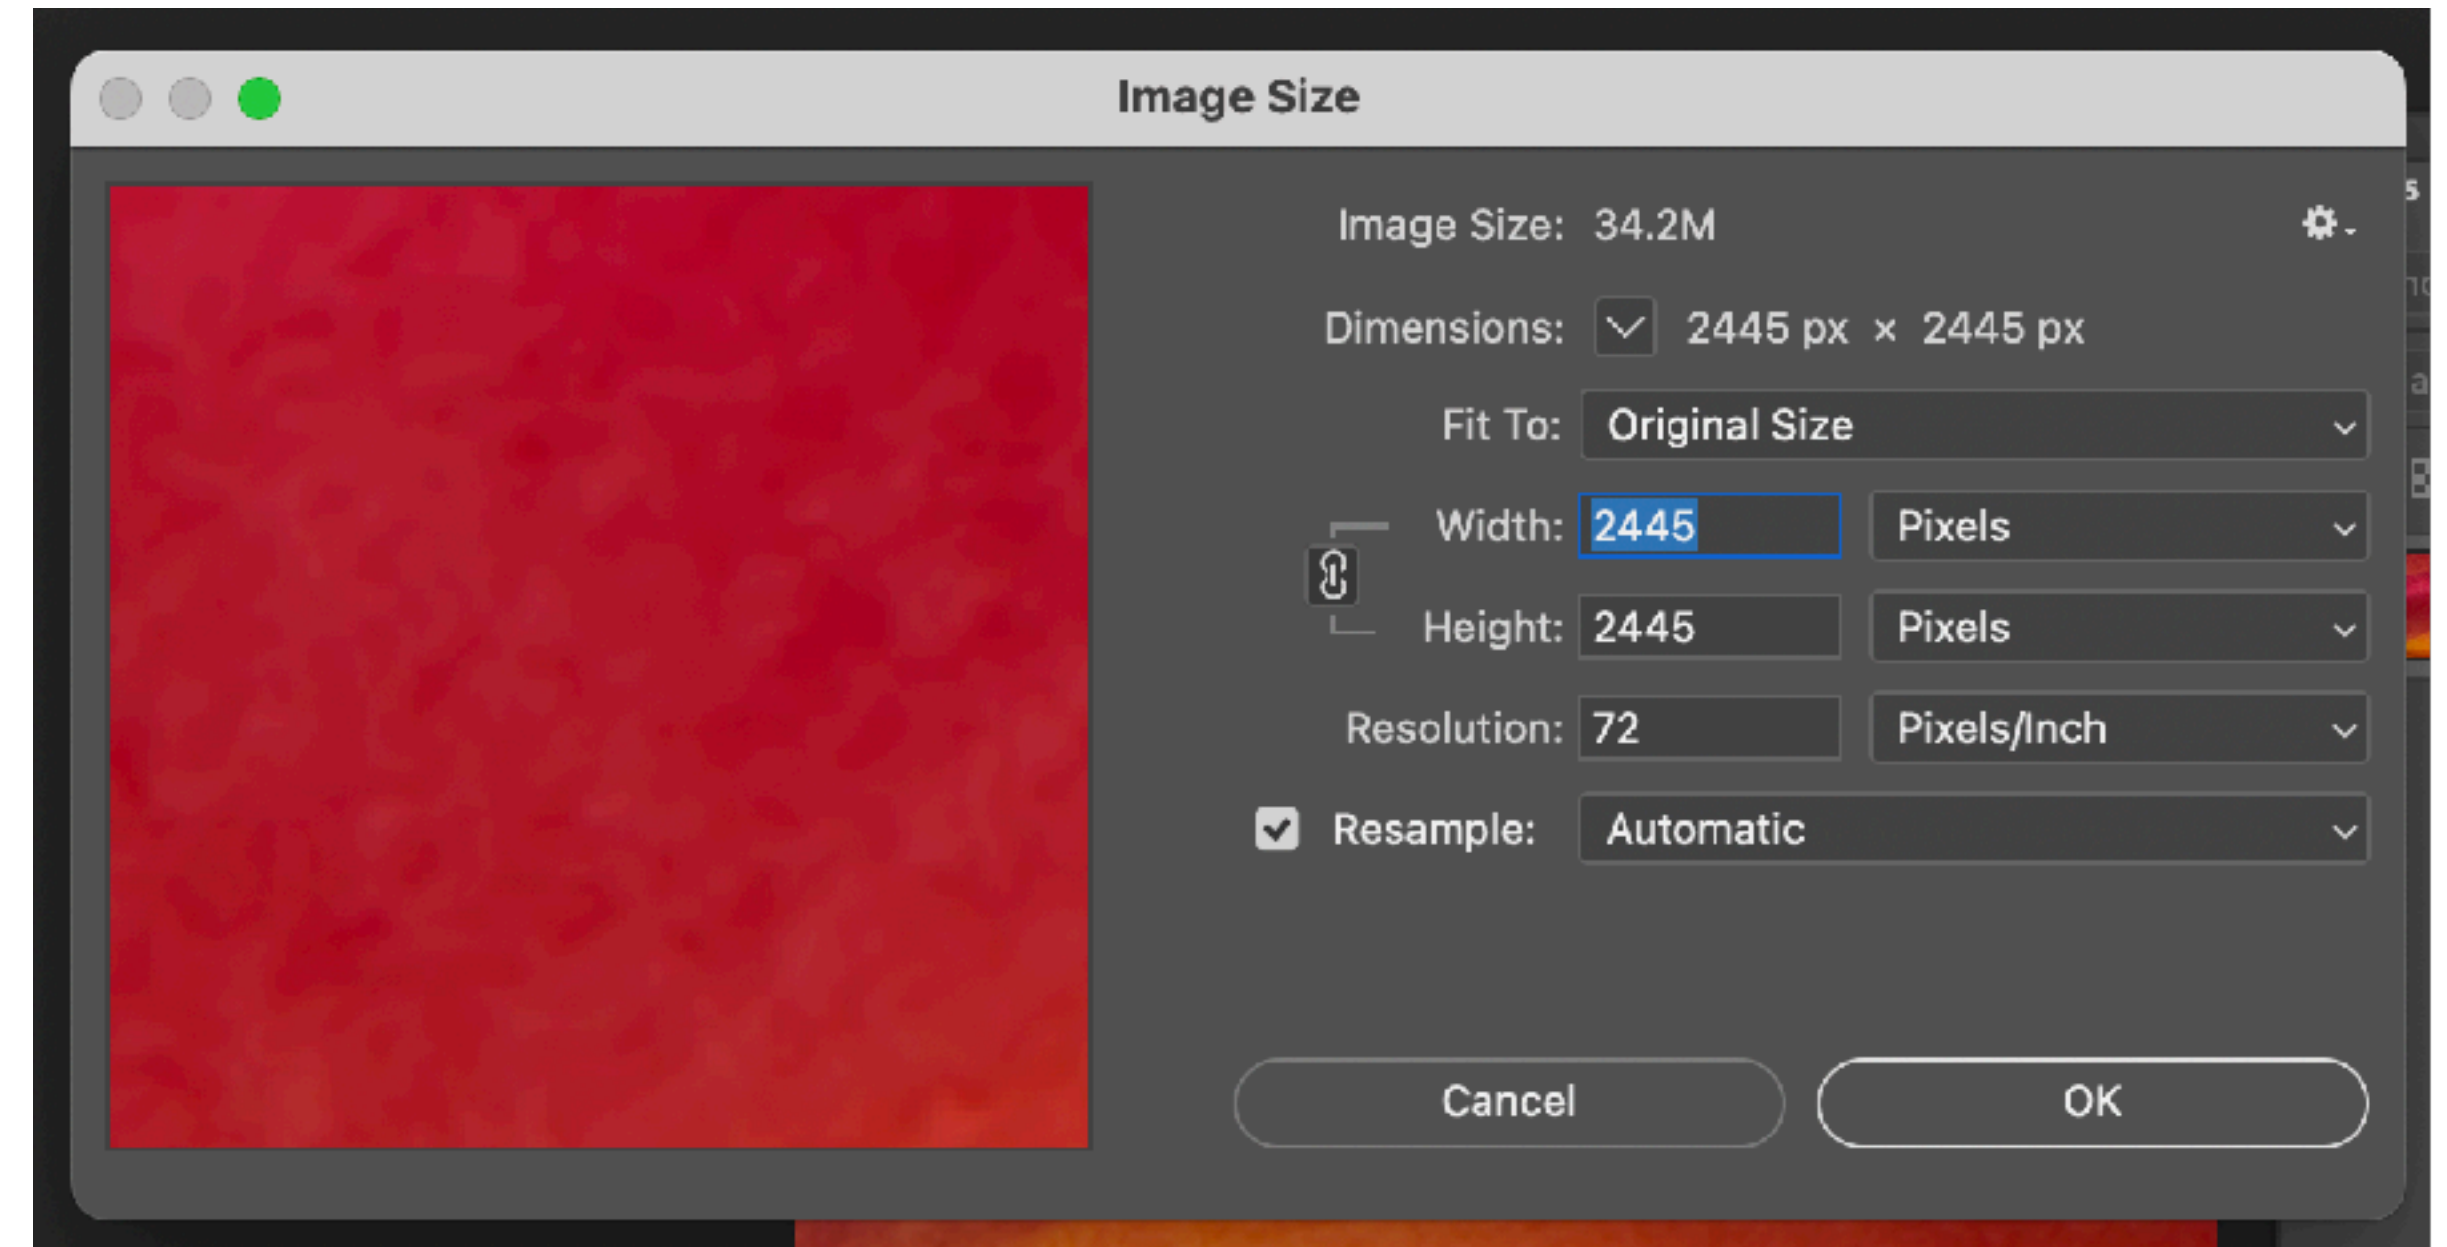 Image Size
Image Size: 34.2M
Dimensions: 2445 px × 2445 px
Fit To: Original Size
Width: 2445 Pixels
Height: 2445 Pixels
Resolution: 72 Pixels/Inch
Resample: Automatic
Cancel OK